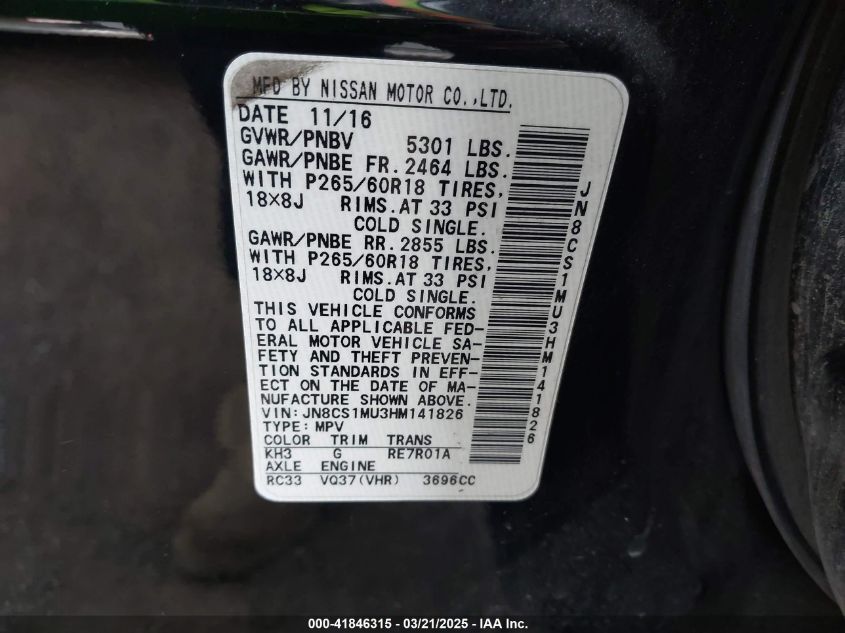 MFD BY NISSAN MOTOR CO.,LTD.
DATE 11/16
GVWR/PNBV 5301 LBS.
GAWR/PNBE FR. 2464 LBS.
WITH P265/60R18 TIRES,
18×8J RIMS. AT 33 PSI
COLD SINGLE.
GAWR/PNBE RR. 2855 LBS.
WITH P265/60R18 TIRES,
18×8J RIMS. AT 33 PSI
COLD SINGLE.
THIS VEHICLE CONFORMS
TO ALL APPLICABLE FED-
ERAL MOTOR VEHICLE SA-
FETY AND THEFT PREVEN-
TION STANDARDS IN EFF-
ECT ON THE DATE OF MA-
NUFACTURE SHOWN ABOVE.
VIN: JN8CS1MU3HM141826
TYPE: MPV
COLOR TRIM TRANS
KH3 G RE7R01A
AXLE ENGINE
RC33 VQ37(VHR) 3696CC
JN8CS1MU3HM141826
000-41846315 - 03/21/2025 - IAA Inc.